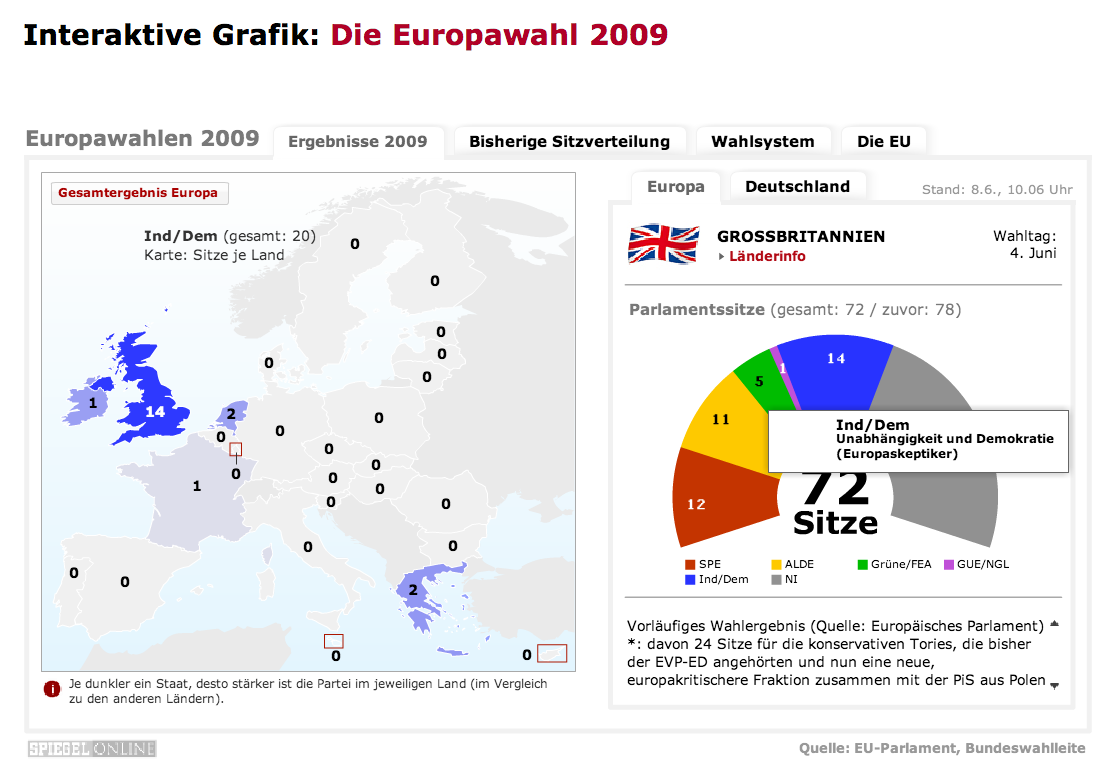 Interaktive Grafik: Die Europawahl 2009
Europawahlen 2009
Ergebnisse 2009
Bisherige Sitzverteilung
Wahlsystem
Die EU
Gesamtergebnis Europa
Ind/Dem (gesamt: 20)
Karte: Sitze je Land
0
0
0
0
0
0
1
14
2
0
0
0
0
0
0
1
0
0
0
0
0
0
0
0
0
2
0
0
Je dunkler ein Staat, desto stärker ist die Partei im jeweiligen Land (im Vergleich
zu den anderen Ländern).
Europa
Deutschland
Stand: 8.6., 10.06 Uhr
GROSSBRITANNIEN
Länderinfo
Wahltag:
4. Juni
Parlamentssitze (gesamt: 72 / zuvor: 78)
14
1
5
11
12
Ind/Dem
Unabhängigkeit und Demokratie
(Europaskeptiker)
72
Sitze
SPE
ALDE
Grüne/FEA
GUE/NGL
Ind/Dem
NI
Vorläufiges Wahlergebnis (Quelle: Europäisches Parlament)
*: davon 24 Sitze für die konservativen Tories, die bisher
der EVP-ED angehörten und nun eine neue,
europakritischere Fraktion zusammen mit der PiS aus Polen
SPIEGEL ONLINE
Quelle: EU-Parlament, Bundeswahlleite